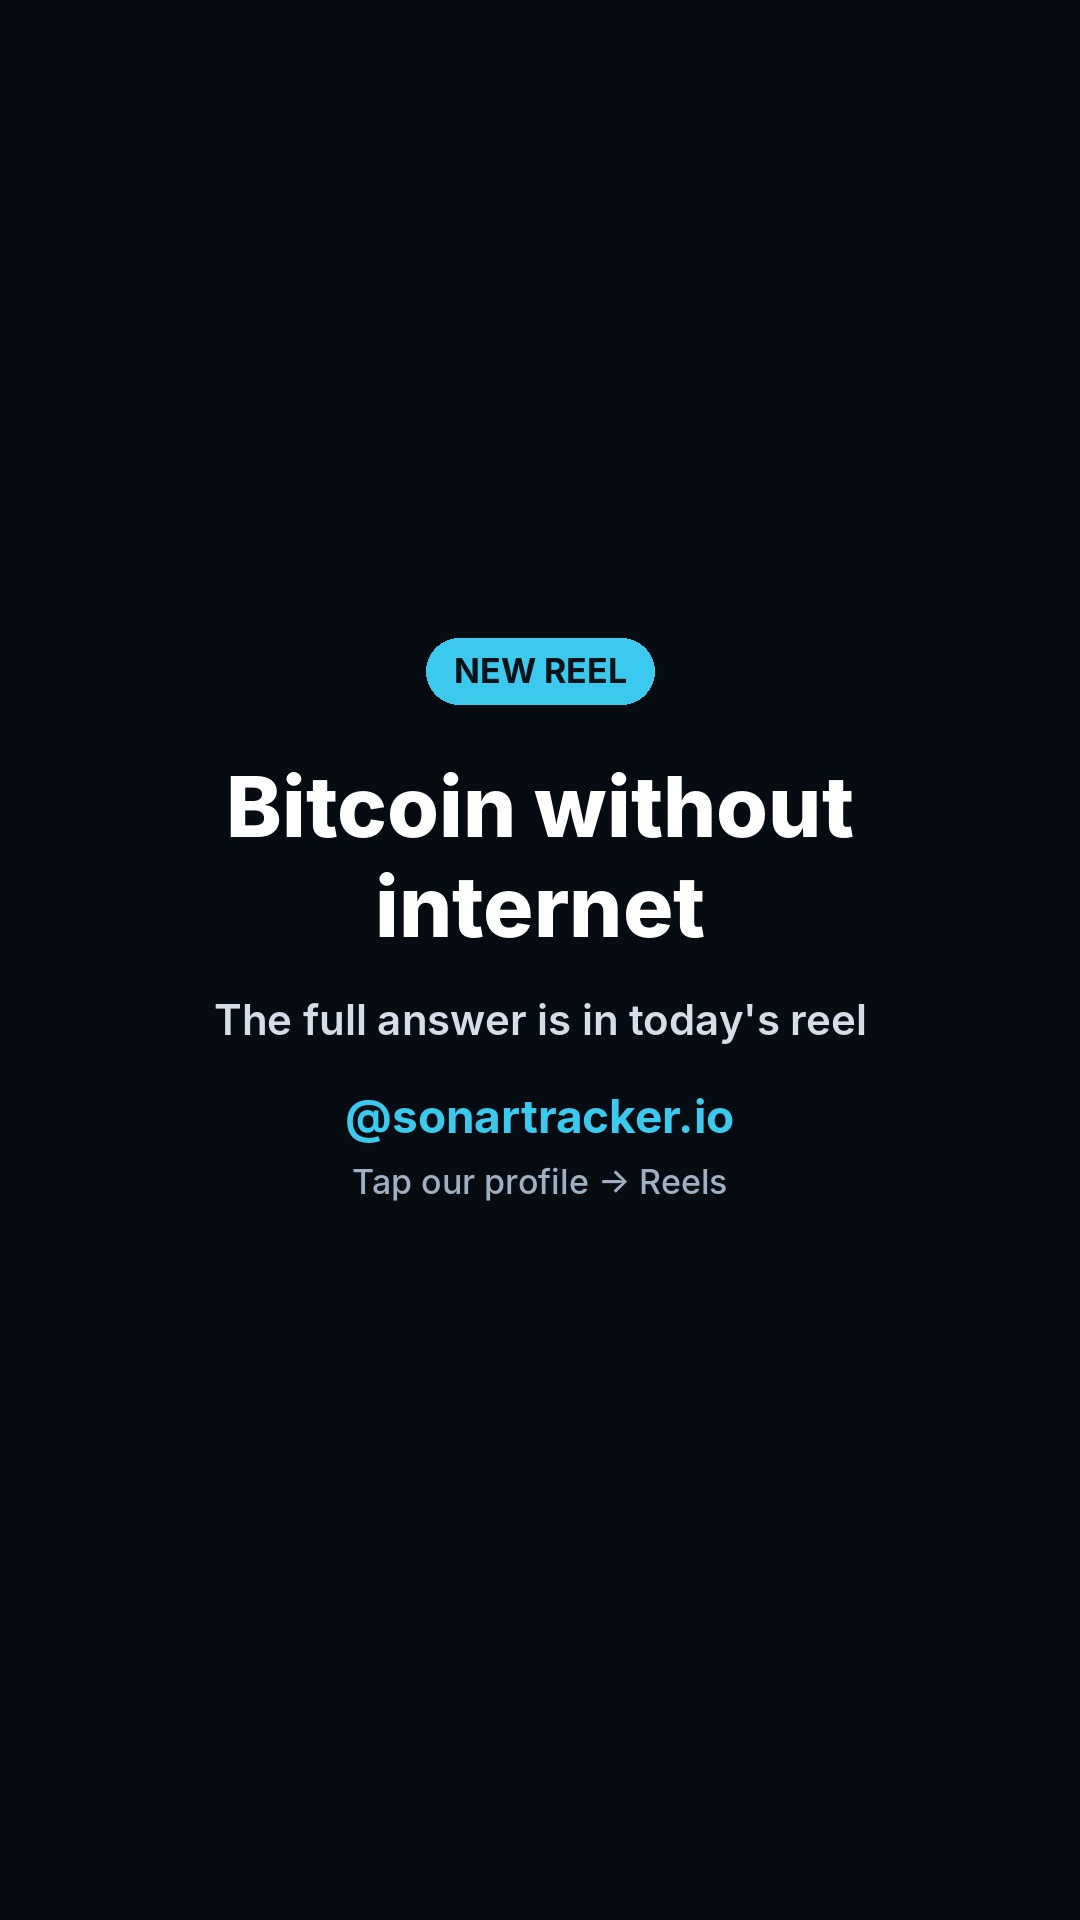 NEW REEL
Bitcoin without
internet
The full answer is in today's reel
@sonartracker.io
Tap our profile → Reels